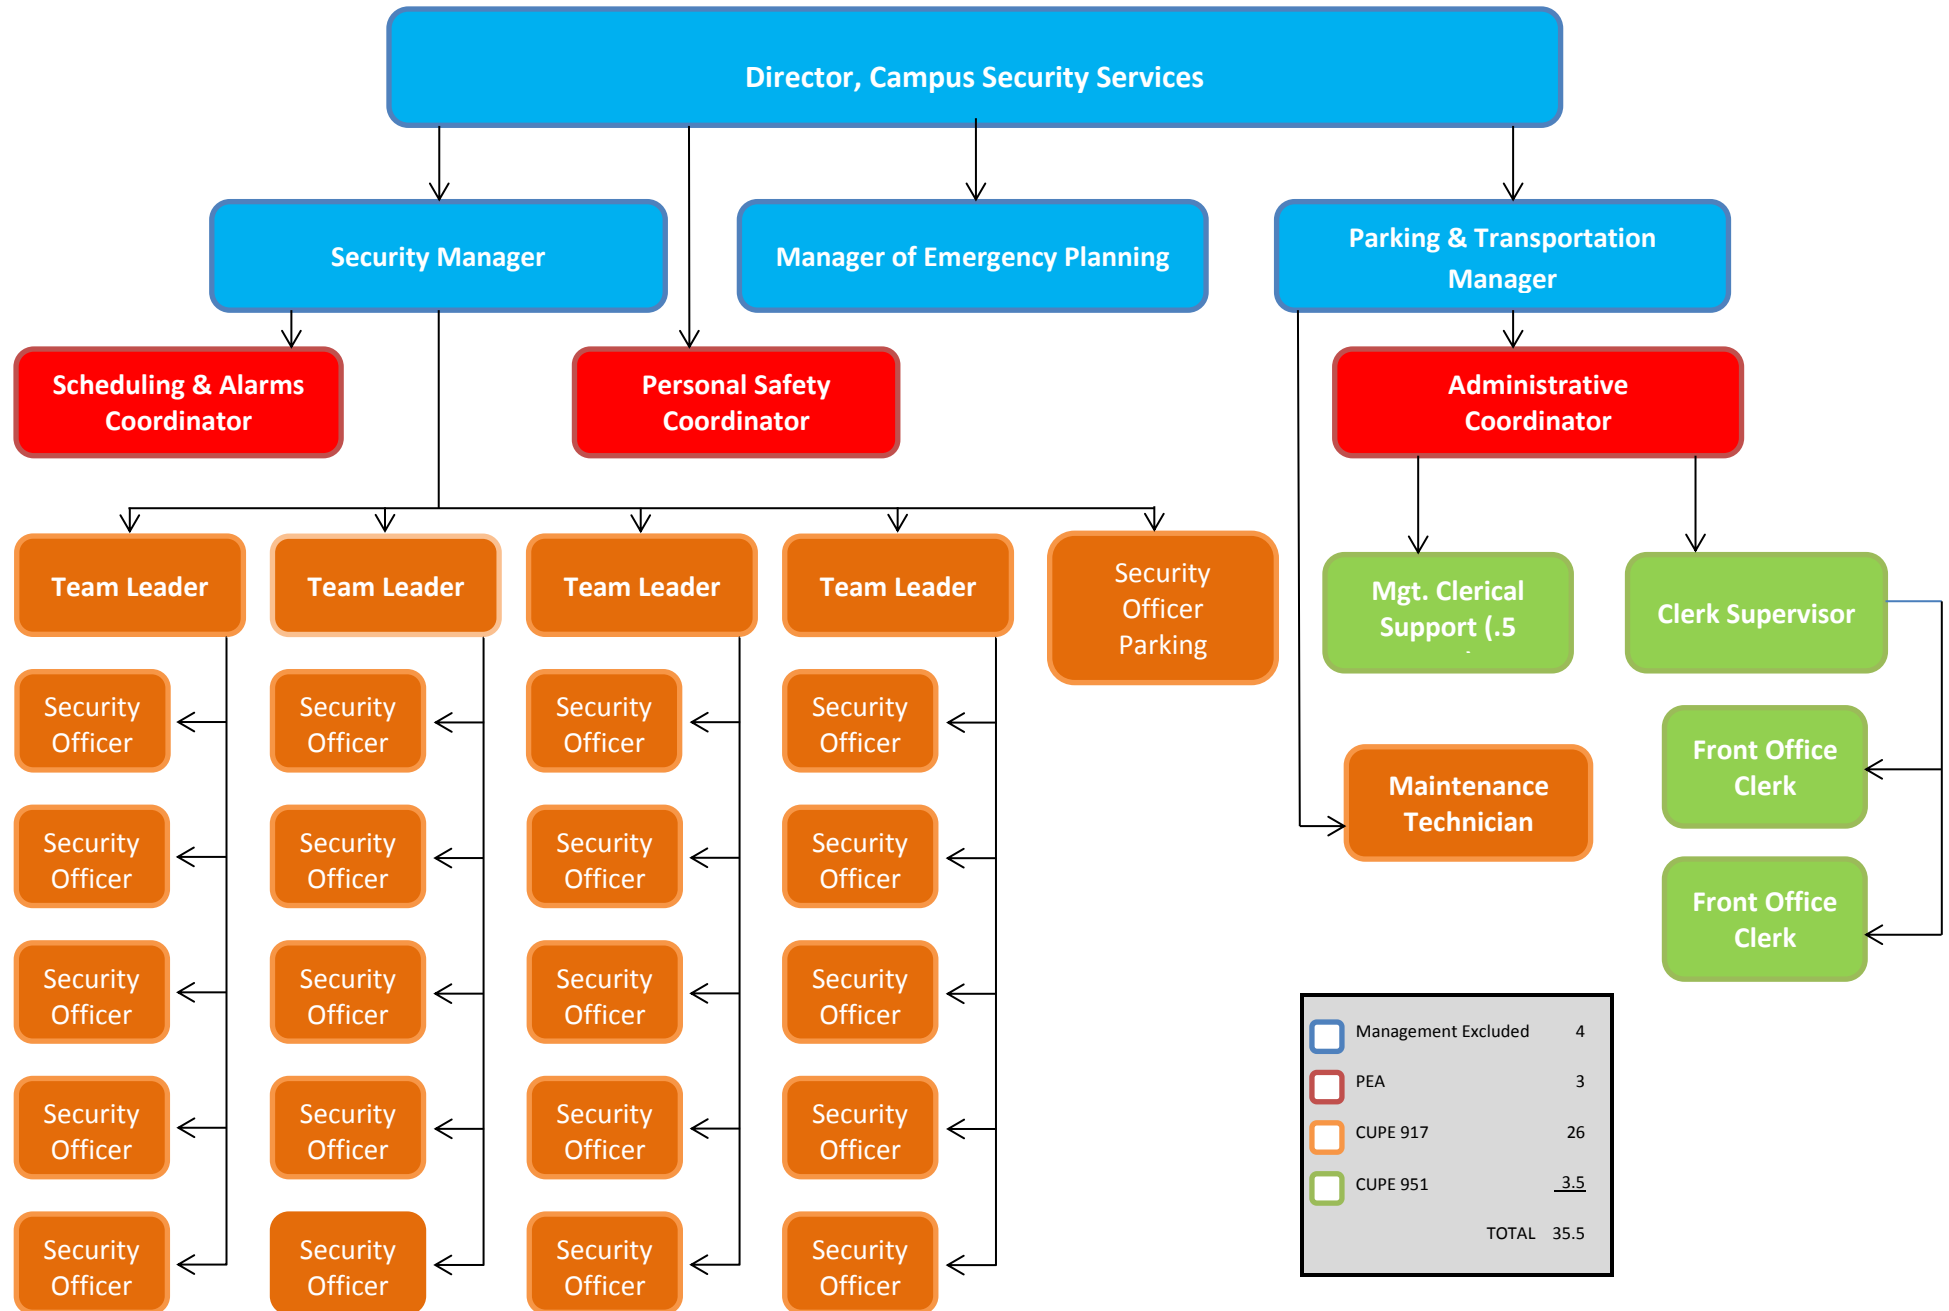 Director, Campus Security Services
Security Manager
Manager of Emergency Planning
Parking & Transportation
Manager
Scheduling & Alarms
Coordinator
Personal Safety
Coordinator
Administrative
Coordinator
Team Leader
Team Leader
Team Leader
Team Leader
Security
Officer
Parking
Mgt. Clerical
Support (.5
Clerk Supervisor
Security
Officer
Security
Officer
Security
Officer
Security
Officer
Front Office
Clerk
Maintenance
Technician
Security
Officer
Security
Officer
Security
Officer
Security
Officer
Front Office
Clerk
Security
Officer
Security
Officer
Security
Officer
Security
Officer
Security
Officer
Security
Officer
Security
Officer
Security
Officer
Security
Officer
Security
Officer
Security
Officer
Security
Officer
Management Excluded 4
PEA 3
CUPE 917 26
CUPE 951 3.5
TOTAL 35.5